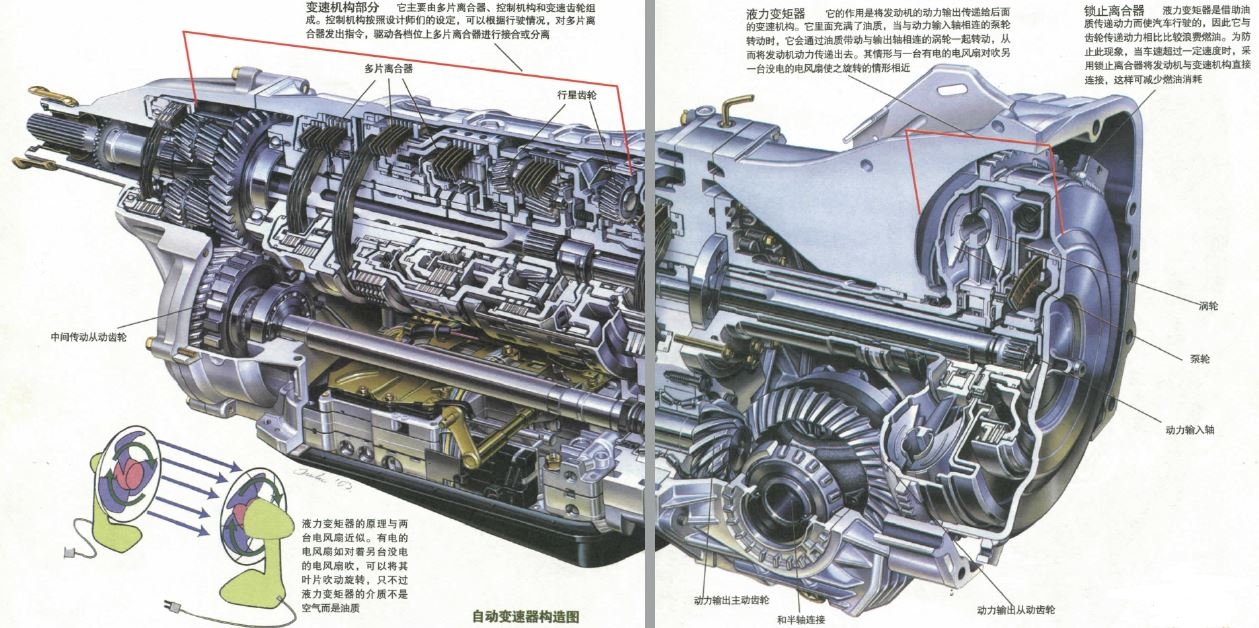 变速机构部分 它主要由多片离合器、控制机构和变速齿轮组
成。控制机构按照设计师们的设定，可以根据行驶情况，对多片离
合器发出指令，驱动各档位上多片离合器进行接合或分离
多片离合器
行星齿轮
中间传动从动齿轮
液力变矩器的原理与两
台电风扇近似。有电的
电风扇如对着另台没电
的电风扇吹，可以将其
叶片吹动旋转，只不过
液力变矩器的介质不是
空气而是油质
自动变速器构造图
液力变矩器 它的作用是将发动机的动力输出传递给后面
的变速机构。它里面充满了油质，当与动力输入轴相连的泵轮
转动时，它会通过油质带动与输出轴相连的涡轮一起转动，从
而将发动机动力传递出去。其情形与一台有电的电风扇对吹另
一台没电的电风扇使之旋转的情形相近
锁止离合器 液力变矩器是借助油
质传递动力而使汽车行驶的，因此它与
齿轮传递动力相比比较浪费燃油。为防
止此现象，当车速超过一定速度时，采
用锁止离合器将发动机与变速机构直接
连接，这样可减少燃油消耗
涡轮
泵轮
动力输入轴
动力输出主动齿轮
和半轴连接
动力输出从动齿轮